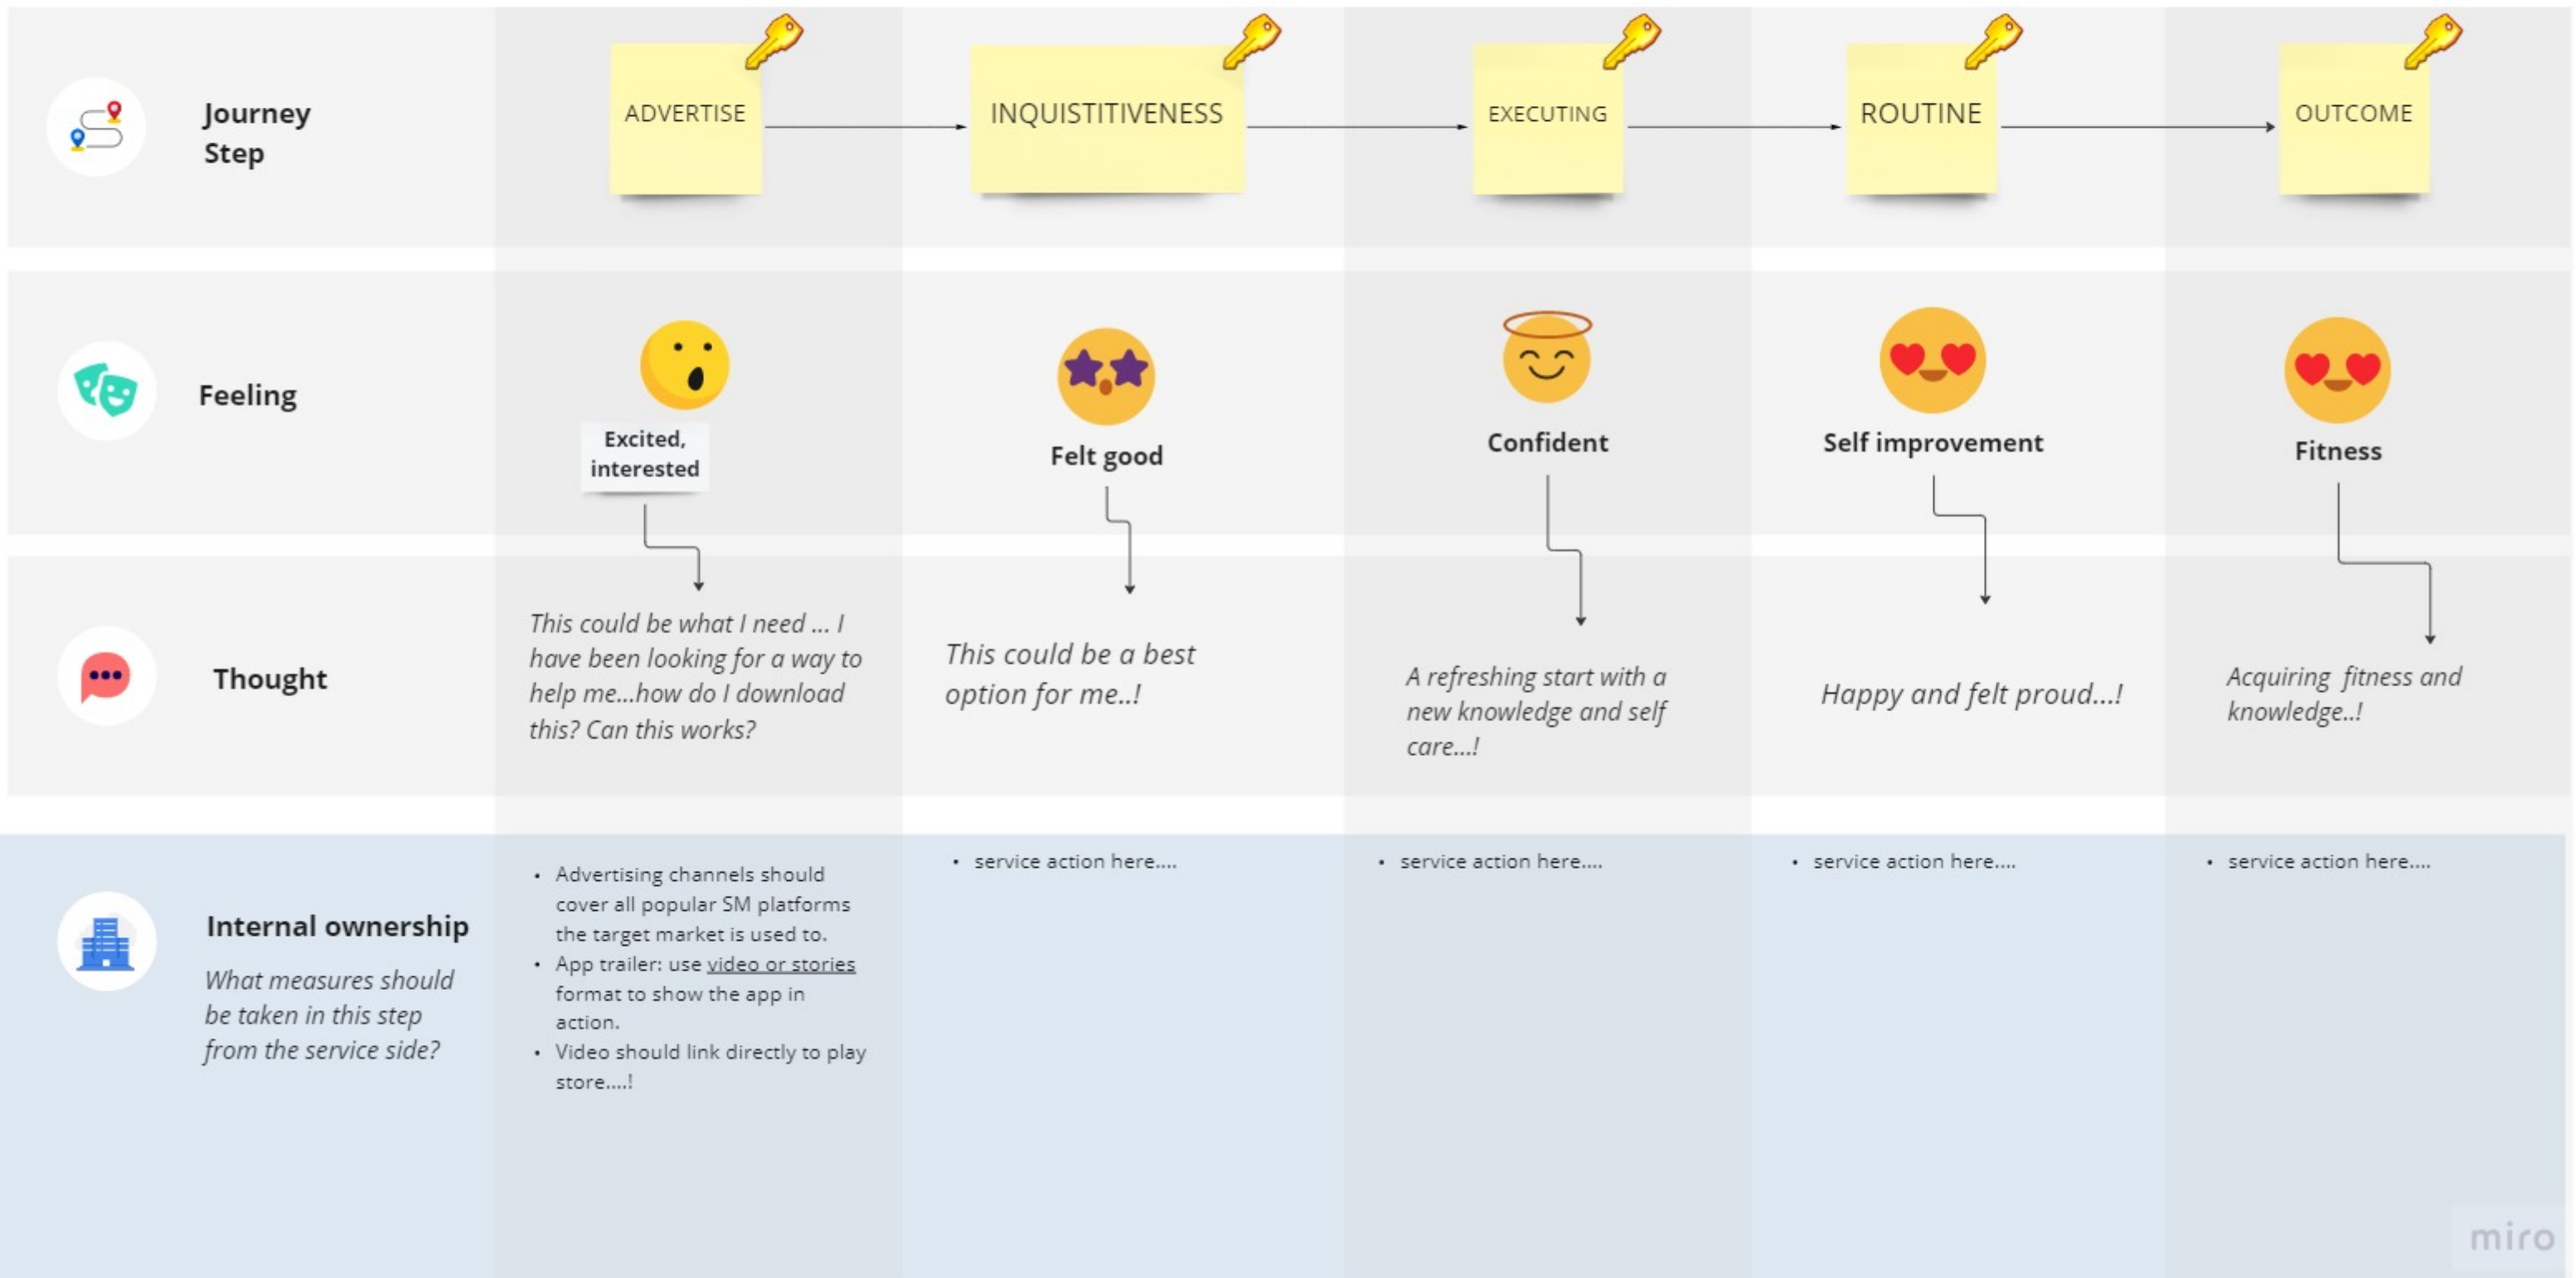 Journey
Step
ADVERTISE
INQUISTITIVENESS
EXECUTING
ROUTINE
OUTCOME
Feeling
Excited,
interested
Felt good
Confident
Self improvement
Fitness
Thought
This could be what I need ... I
have been looking for a way to
help me...how do I download
this? Can this works?
This could be a best
option for me..!
A refreshing start with a
new knowledge and self
care...!
Happy and felt proud...!
Acquiring fitness and
knowledge..!
Internal ownership
What measures should
be taken in this step
from the service side?
• Advertising channels should
cover all popular SM platforms
the target market is used to.
• App trailer: use video or stories
format to show the app in
action.
• Video should link directly to play
store....!
• service action here....
• service action here....
• service action here....
• service action here....
miro